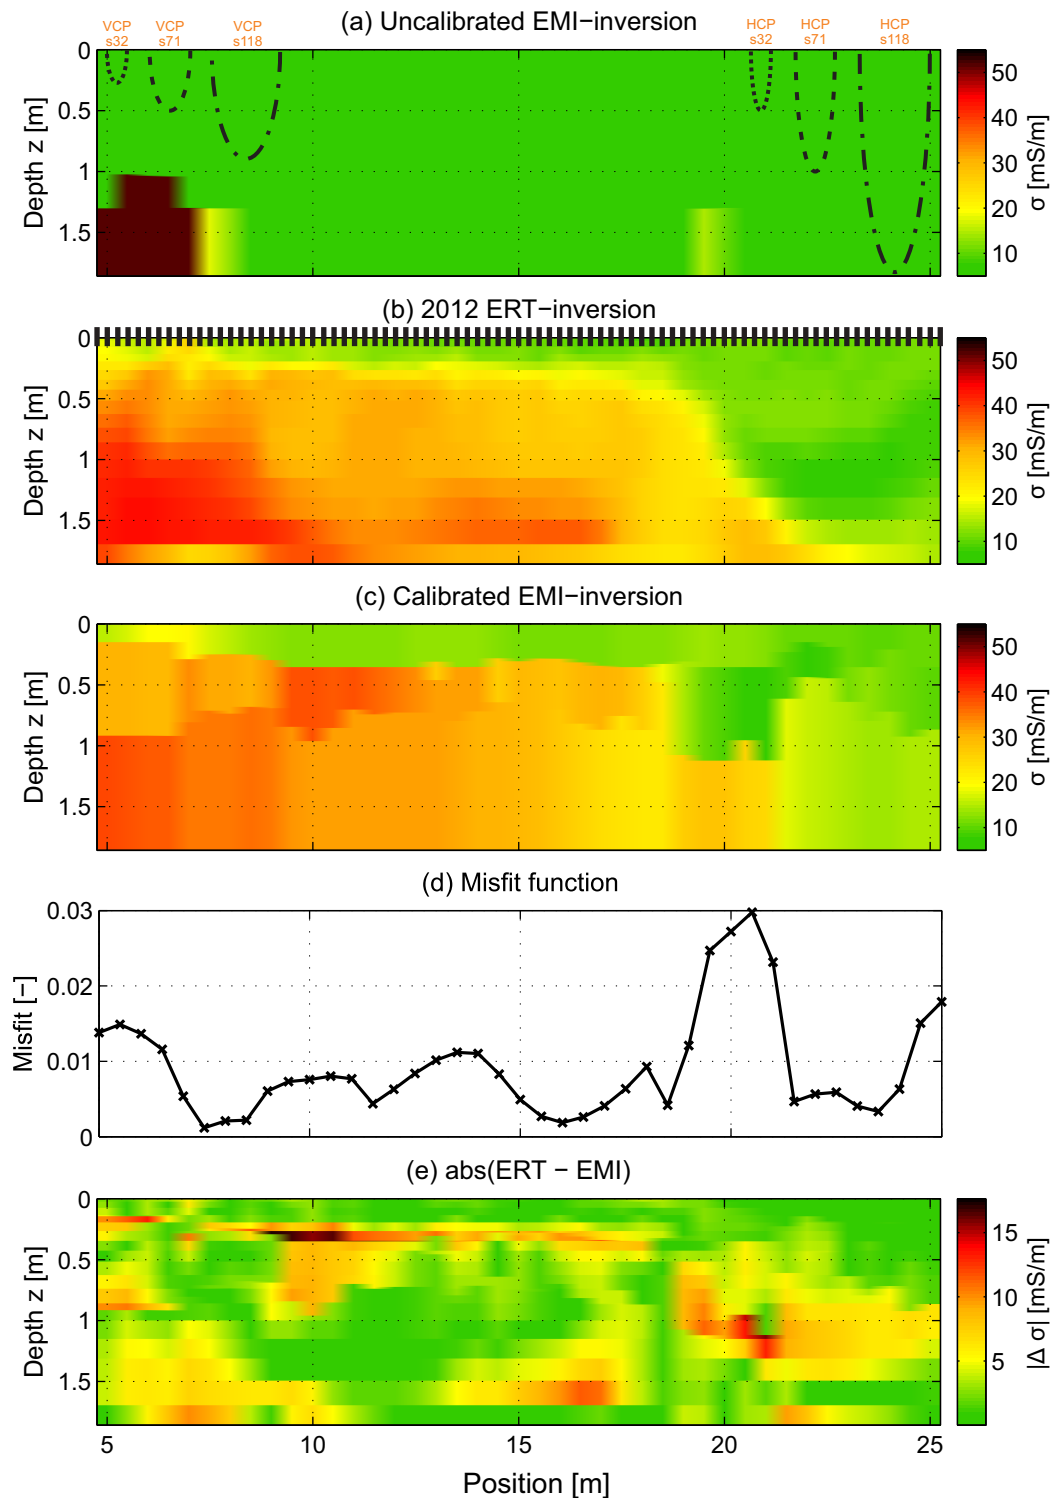 (a) Uncalibrated EMI−inversion
VCP s32
VCP s71
VCP s118
HCP s32
HCP s71
HCP s118
0
0.5
1
1.5
Depth z [m]
50
40
30
20
10
σ [mS/m]
(b) 2012 ERT−inversion
0
0.5
1
1.5
Depth z [m]
50
40
30
20
10
σ [mS/m]
(c) Calibrated EMI−inversion
0
0.5
1
1.5
Depth z [m]
50
40
30
20
10
σ [mS/m]
(d) Misfit function
0.03
0.02
0.01
0
Misfit [−]
(e) abs(ERT − EMI)
0
0.5
1
1.5
Depth z [m]
15
10
5
|Δ σ| [mS/m]
5 10 15 20 25
Position [m]